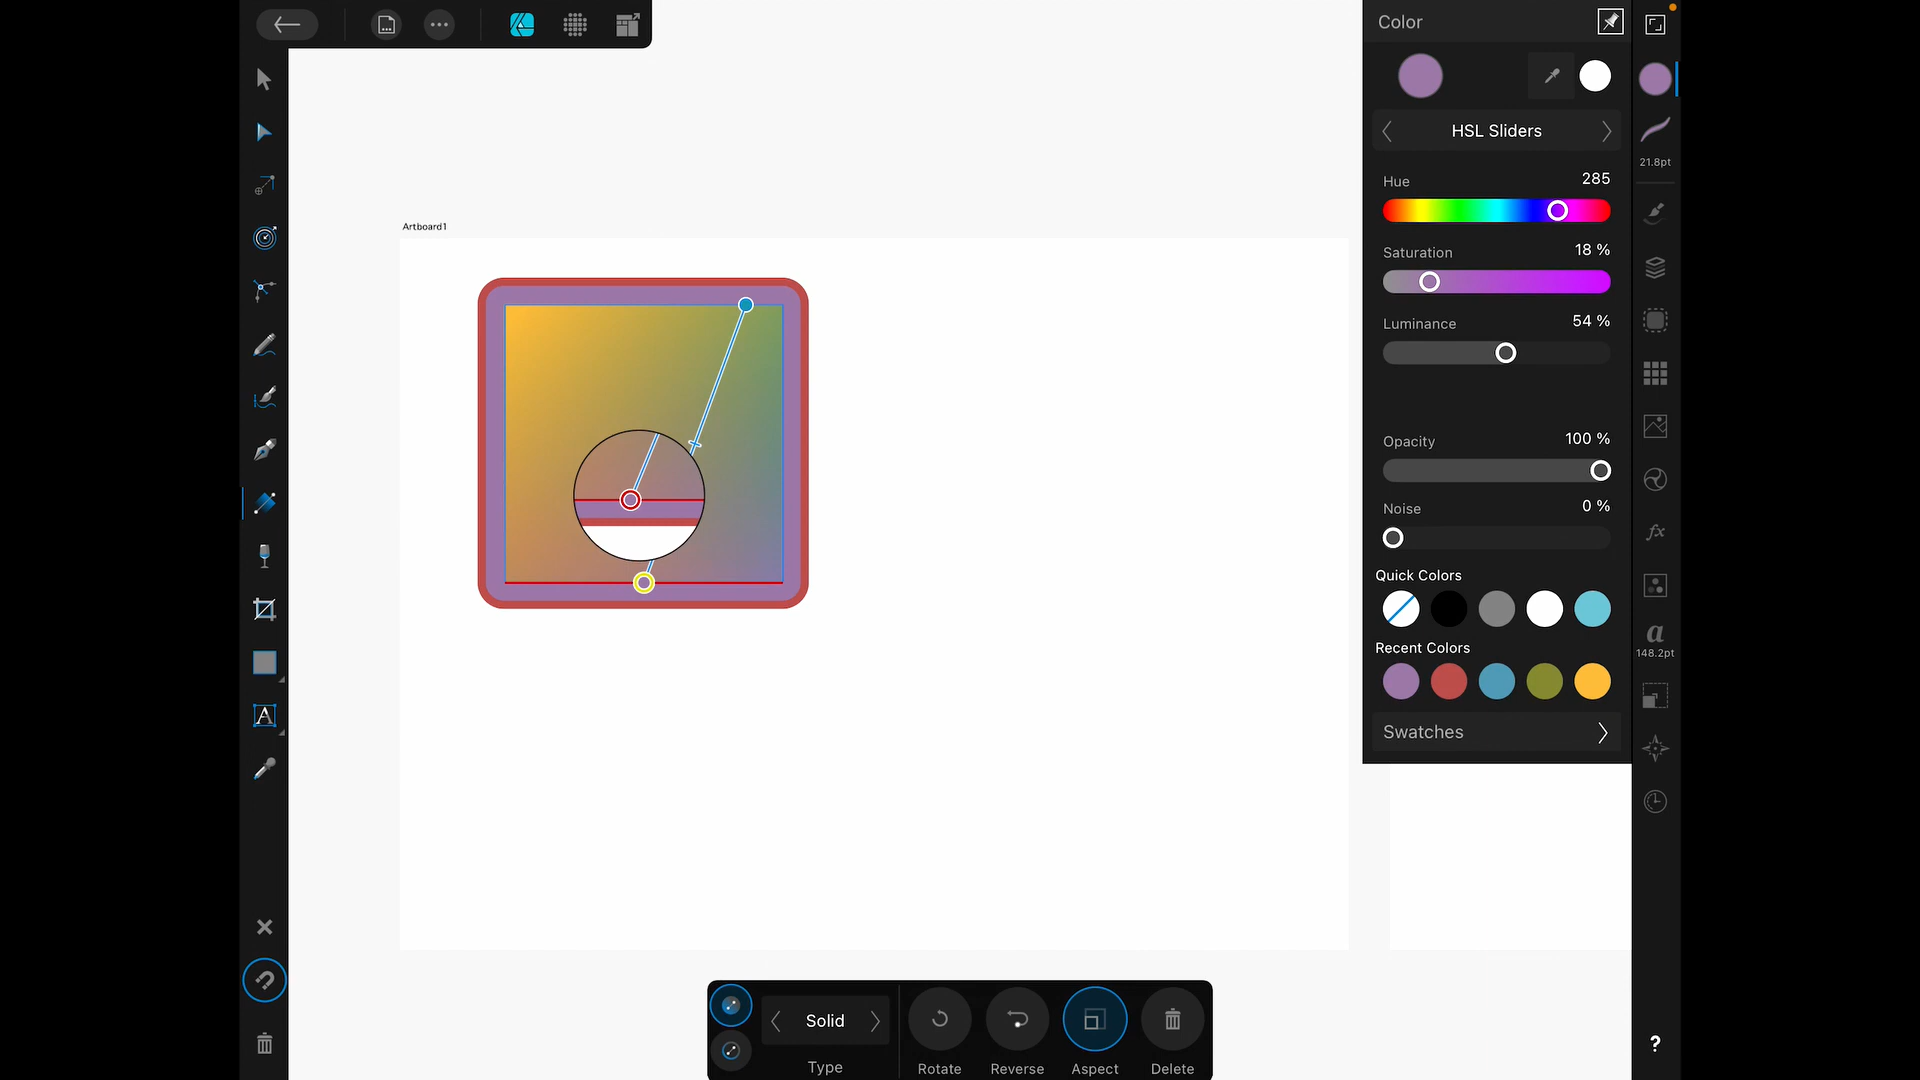 Color
HSL Sliders
21.8pt
Hue
285
Artboard1
Saturation
18 %
Luminance
54 %
Opacity
100 %
Noise
0 %
Quick Colors
a
Recent Colors
148.2pt
fx
A
Swatches
Solid
Type
Rotate
Reverse
Aspect
Delete
?